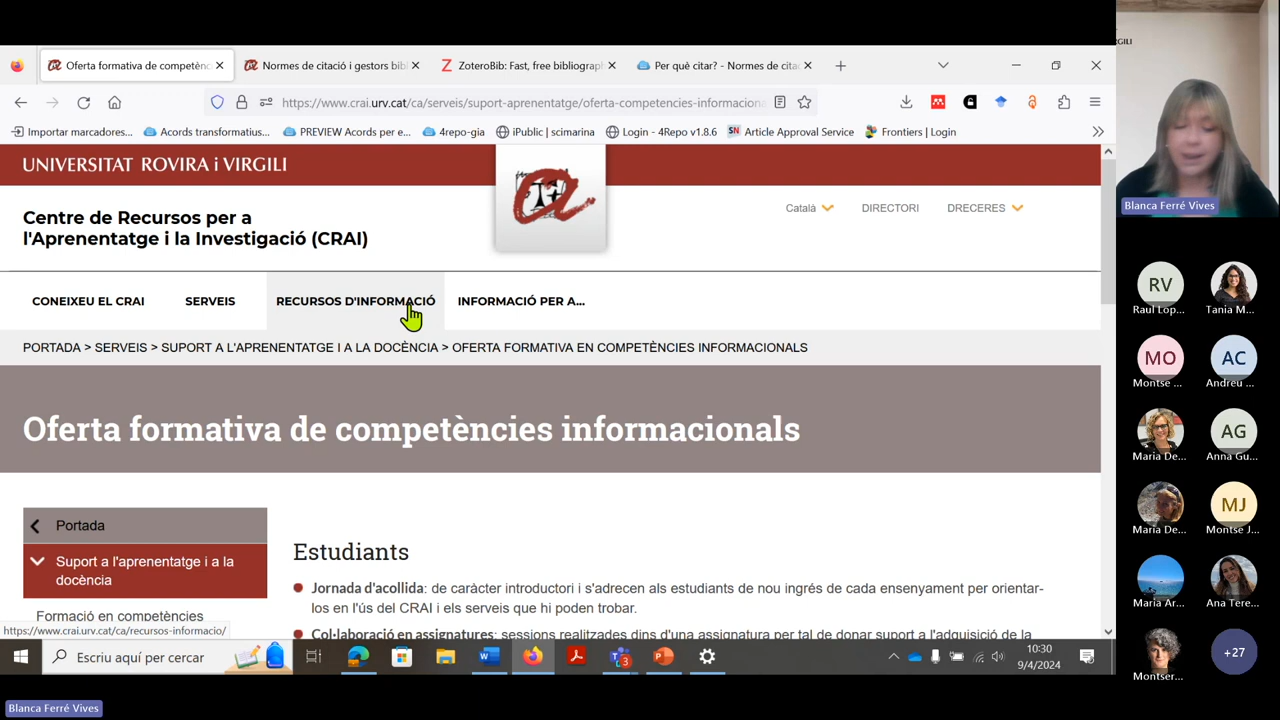 Oferta formativa de competènc
Normes de citació i gestors bibl
ZoteroBib: Fast, free bibliograph
Per què citar? - Normes de citac
https://www.crai.urv.cat/ca/serveis/suport-aprenentatge/oferta-competencies-informacion
Importar marcadores...
Acords transformatius...
PREVIEW Acords per e...
4repo-gia
iPublic | scimarina
Login - 4Repo v1.8.6
SN Article Approval Service
Frontiers | Login
UNIVERSITAT ROVIRA i VIRGILI
Centre de Recursos per a
l'Aprenentatge i la Investigació (CRAI)
Català
DIRECTORI
DRECERES
CONEIXEU EL CRAI
SERVEIS
RECURSOS D'INFORMACIÓ
INFORMACIÓ PER A...
PORTADA > SERVEIS > SUPORT A L'APRENENTATGE I A LA DOCÈNCIA > OFERTA FORMATIVA EN COMPETÈNCIES INFORMACIONALS
Oferta formativa de competències informacionals
Portada
Suport a l'aprenentatge i a la
docència
Formació en competències
Estudiants
Jornada d'acollida: de caràcter introductori i s'adrecen als estudiants de nou ingrés de cada ensenyament per orientar-
los en l'ús del CRAI i els serveis que hi poden trobar.
Col·laboració en assignatures: sessions realitzades dins d'una assignatura per tal de donar suport a l'adquisició de la
https://www.crai.urv.cat/ca/recursos-informacio/
Escriu aquí per cercar
3
10:30
9/4/2024
RGILI
Blanca Ferré Vives
RV
Raul Lop...
Tania M...
MO
Montse ...
AC
Andreu ...
Maria De...
AG
Anna Gu...
Maria De...
MJ
Montse J...
Maria Ar...
Ana Tere...
Montser...
+27
Blanca Ferré Vives